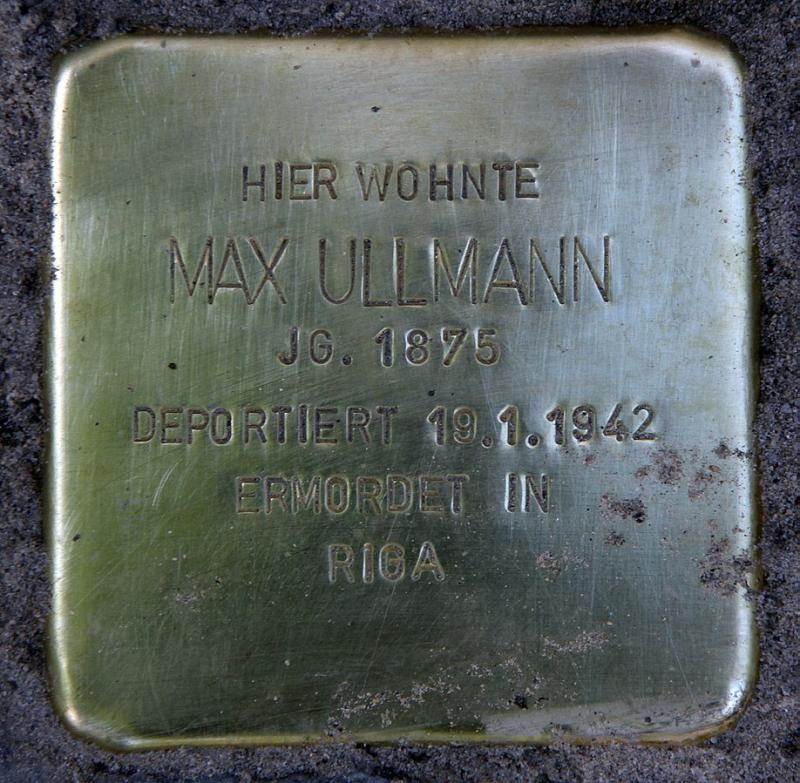 HIER WOHNTE
MAX ULLMANN
JG. 1875
DEPORTIERT 19.1.1942
ERMORDET IN
RIGA